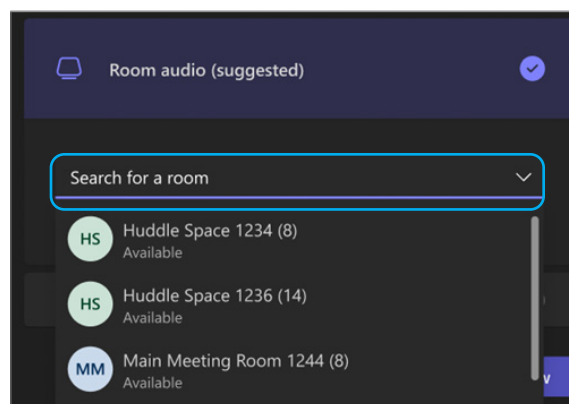 Room audio (suggested)
Search for a room
HS
Huddle Space 1234 (8)
Available
HS
Huddle Space 1236 (14)
Available
MM
Main Meeting Room 1244 (8)
Available